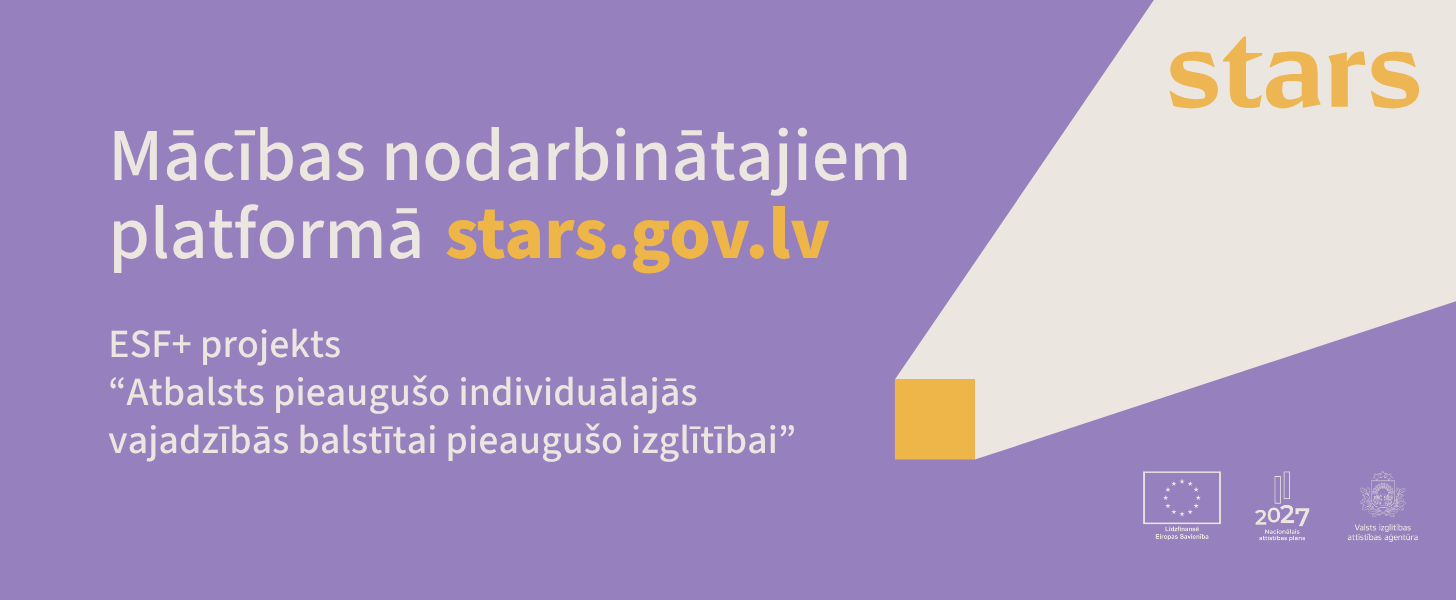 stars
Mācības nodarbinātajiem
platformā stars.gov.lv
ESF+ projekts
“Atbalsts pieaugušo individuālajās
vajadzībās balstītai pieaugušo izglītībai”
Līdzfinansē
Eiropas Savienība
2027
Nacionālais
attīstības plāns
Valsts izglītības
attīstības aģentūra